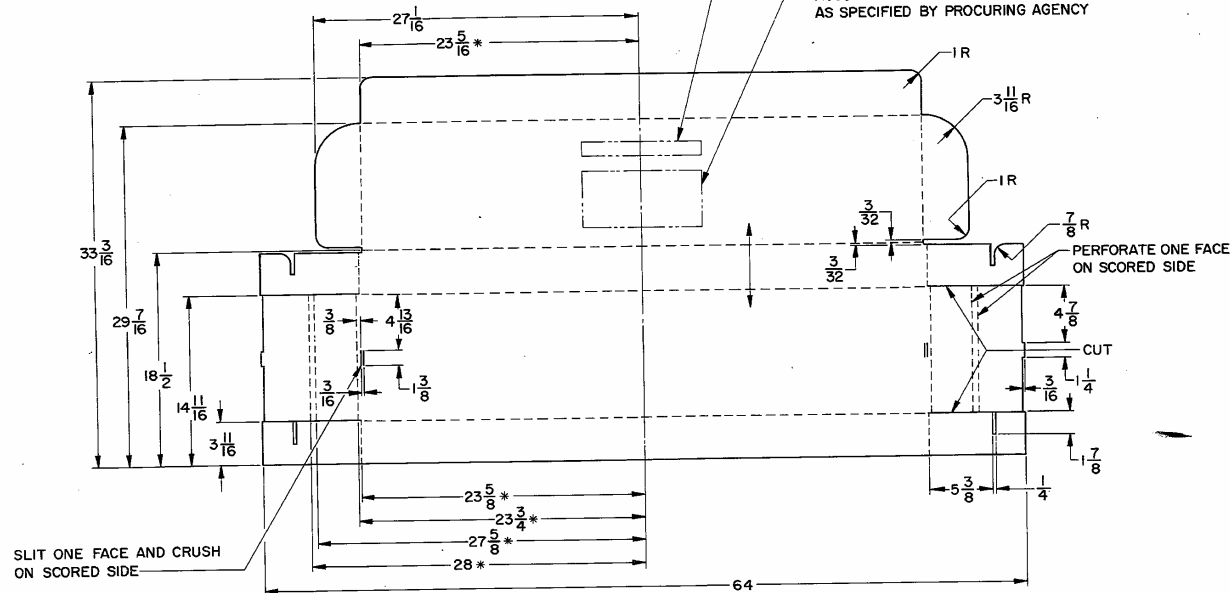 AS SPECIFIED BY PROCURING AGENCY
27 1/16
23 5/16 *
1 R
3 11/16 R
1 R
3/32
7/8 R
3/32
PERFORATE ONE FACE
ON SCORED SIDE
33 3/16
29 7/16
18 1/2
14 11/16
3 11/16
3/8
4 13/16
4 7/8
CUT
3/16
1 3/8
3/16
1 1/4
1 7/8
5 3/8
1/4
23 5/8 *
23 3/4 *
27 5/8 *
28 *
SLIT ONE FACE AND CRUSH
ON SCORED SIDE
64